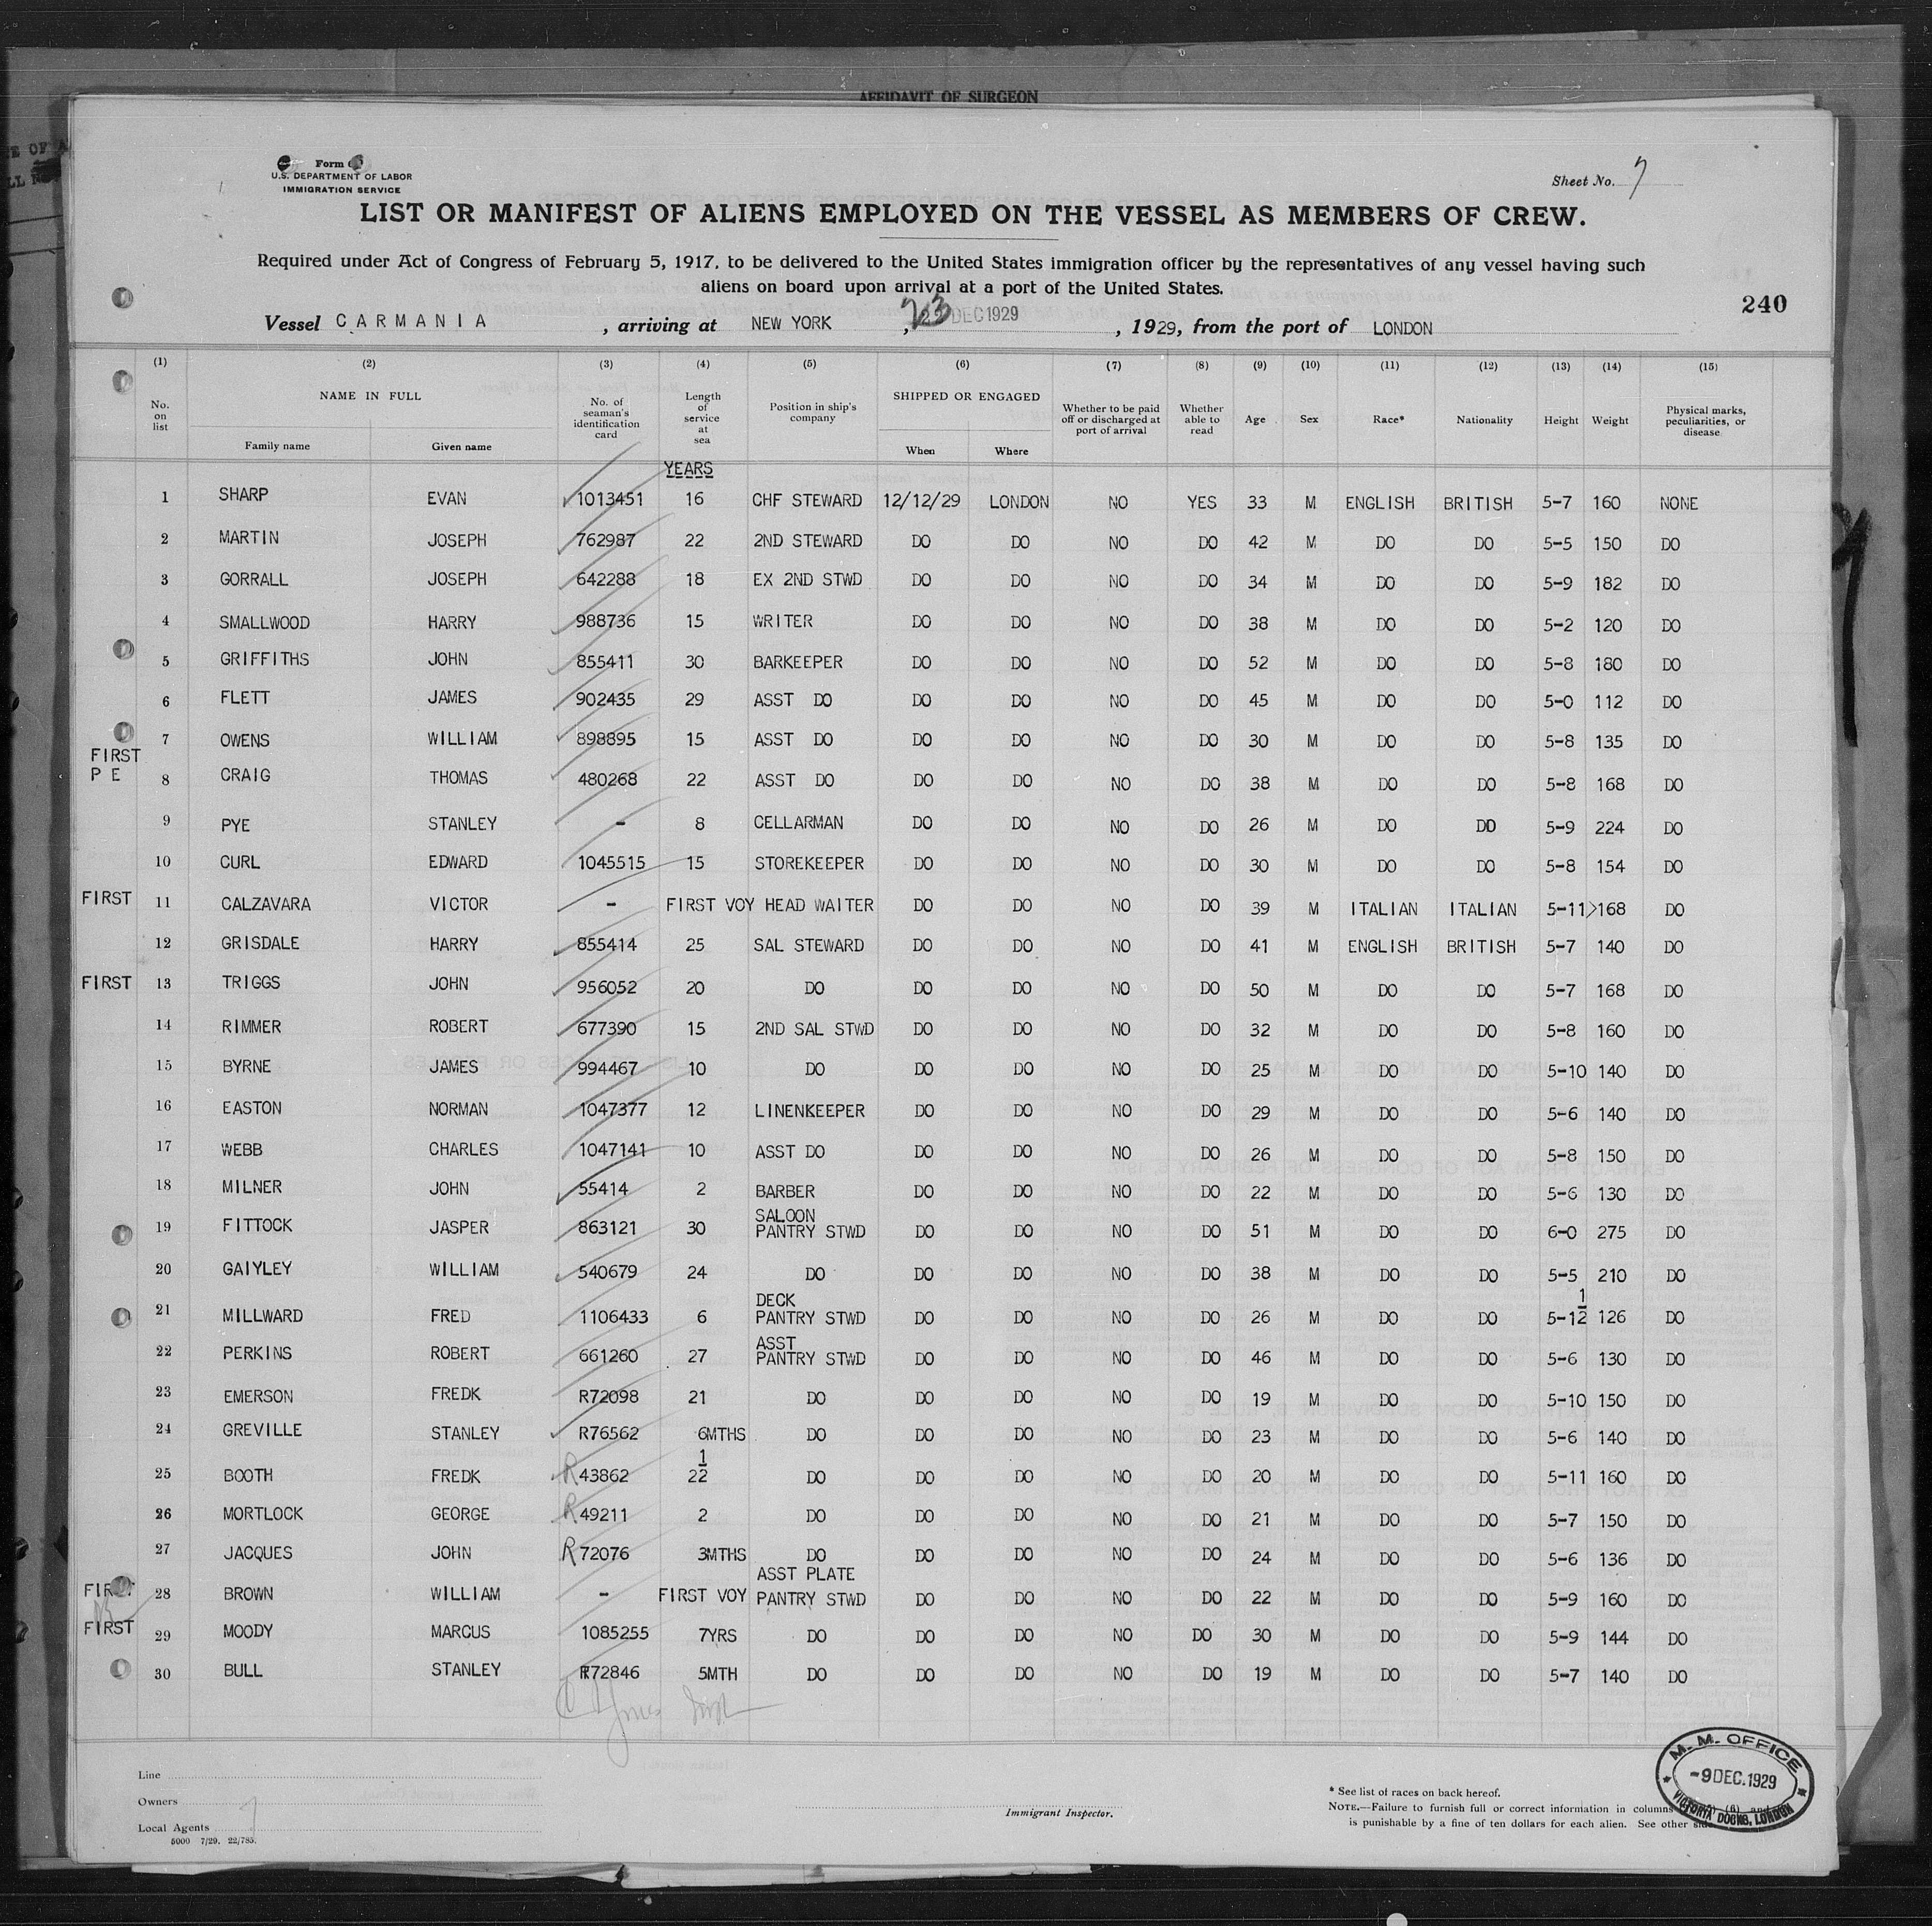 AFFIDAVIT OF SURGEON
Form
U.S. DEPARTMENT OF LABOR
IMMIGRATION SERVICE
Sheet No. 7
LIST OR MANIFEST OF ALIENS EMPLOYED ON THE VESSEL AS MEMBERS OF CREW.
Required under Act of Congress of February 5, 1917, to be delivered to the United States immigration officer by the representatives of any vessel having such
aliens on board upon arrival at a port of the United States.
240
Vessel CARMANIA, arriving at NEW YORK, 23 DEC 1929, 1929, from the port of LONDON
(1) (2) (3) (4) (5) (6) (7) (8) (9) (10) (11) (12) (13) (14) (15)
No. on list NAME IN FULL Family name Given name No. of seaman's identification card Length of service at sea Position in ship's company SHIPPED OR ENGAGED When Where Whether to be paid off or discharged at port of arrival Whether able to read Age Sex Race* Nationality Height Weight Physical marks, peculiarities, or disease
YEARS
1 SHARP EVAN 1013451 16 CHF STEWARD 12/12/29 LONDON NO YES 33 M ENGLISH BRITISH 5-7 160 NONE
2 MARTIN JOSEPH 762987 22 2ND STEWARD DO DO NO DO 42 M DO DO 5-5 150 DO
3 GORRALL JOSEPH 642288 18 EX 2ND STWD DO DO NO DO 34 M DO DO 5-9 182 DO
4 SMALLWOOD HARRY 988736 15 WRITER DO DO NO DO 38 M DO DO 5-2 120 DO
5 GRIFFITHS JOHN 855411 30 BARKEEPER DO DO NO DO 52 M DO DO 5-8 180 DO
6 FLETT JAMES 902435 29 ASST DO DO DO NO DO 45 M DO DO 5-0 112 DO
7 OWENS WILLIAM 898895 15 ASST DO DO DO NO DO 30 M DO DO 5-8 135 DO
FIRST
P E
8 CRAIG THOMAS 480268 22 ASST DO DO DO NO DO 38 M DO DO 5-8 168 DO
9 PYE STANLEY - 8 CELLARMAN DO DO NO DO 26 M DO DO 5-9 224 DO
10 CURL EDWARD 1045515 15 STOREKEEPER DO DO NO DO 30 M DO DO 5-8 154 DO
FIRST 11 CALZAVARA VICTOR - FIRST VOY HEAD WAITER DO DO NO DO 39 M ITALIAN ITALIAN 5-11 168 DO
12 GRISDALE HARRY 855414 25 SAL STEWARD DO DO NO DO 41 M ENGLISH BRITISH 5-7 140 DO
FIRST 13 TRIGGS JOHN 956052 20 DO DO DO NO DO 50 M DO DO 5-7 168 DO
14 RIMMER ROBERT 677390 15 2ND SAL STWD DO DO NO DO 32 M DO DO 5-8 160 DO
15 BYRNE JAMES 994467 10 DO DO DO NO DO 25 M DO DO 5-10 140 DO
16 EASTON NORMAN 1047377 12 LINENKEEPER DO DO NO DO 29 M DO DO 5-6 140 DO
17 WEBB CHARLES 1047141 10 ASST DO DO DO NO DO 26 M DO DO 5-8 150 DO
18 MILNER JOHN 55414 2 BARBER DO DO NO DO 22 M DO DO 5-6 130 DO
19 FITTOCK JASPER 863121 30 SALOON PANTRY STWD DO DO NO DO 51 M DO DO 6-0 275 DO
20 GAIYLEY WILLIAM 540679 24 DO DO DO NO DO 38 M DO DO 5-5 210 DO
21 MILLWARD FRED 1106433 6 DECK PANTRY STWD DO DO NO DO 26 M DO DO 5-1½ 126 DO
22 PERKINS ROBERT 661260 27 ASST PANTRY STWD DO DO NO DO 46 M DO DO 5-6 130 DO
23 EMERSON FREDK R72098 21 DO DO DO NO DO 19 M DO DO 5-10 150 DO
24 GREVILLE STANLEY R76562 6MTHS DO DO DO NO DO 23 M DO DO 5-6 140 DO
25 BOOTH FREDK R 43862 2½ DO DO DO NO DO 20 M DO DO 5-11 160 DO
26 MORTLOCK GEORGE R 49211 2 DO DO DO NO DO 21 M DO DO 5-7 150 DO
27 JACQUES JOHN R 72076 3MTHS DO DO DO NO DO 24 M DO DO 5-6 136 DO
FIRST 28 BROWN WILLIAM - FIRST VOY ASST PLATE PANTRY STWD DO DO NO DO 22 M DO DO 5-9 160 DO
FIRST 29 MOODY MARCUS 1085255 7YRS DO DO DO NO DO 30 M DO DO 5-9 144 DO
30 BULL STANLEY R72846 5MTH DO DO DO NO DO 19 M DO DO 5-7 140 DO
Line
Owners
Local Agents
5000 7/29. 22/785.
Immigrant Inspector.
* See list of races on back hereof.
NOTE.—Failure to furnish full or correct information in columns (6) and
is punishable by a fine of ten dollars for each alien. See other
M. M. OFFICE
-9 DEC. 1929
VICTORIA DOCKS, LONDON